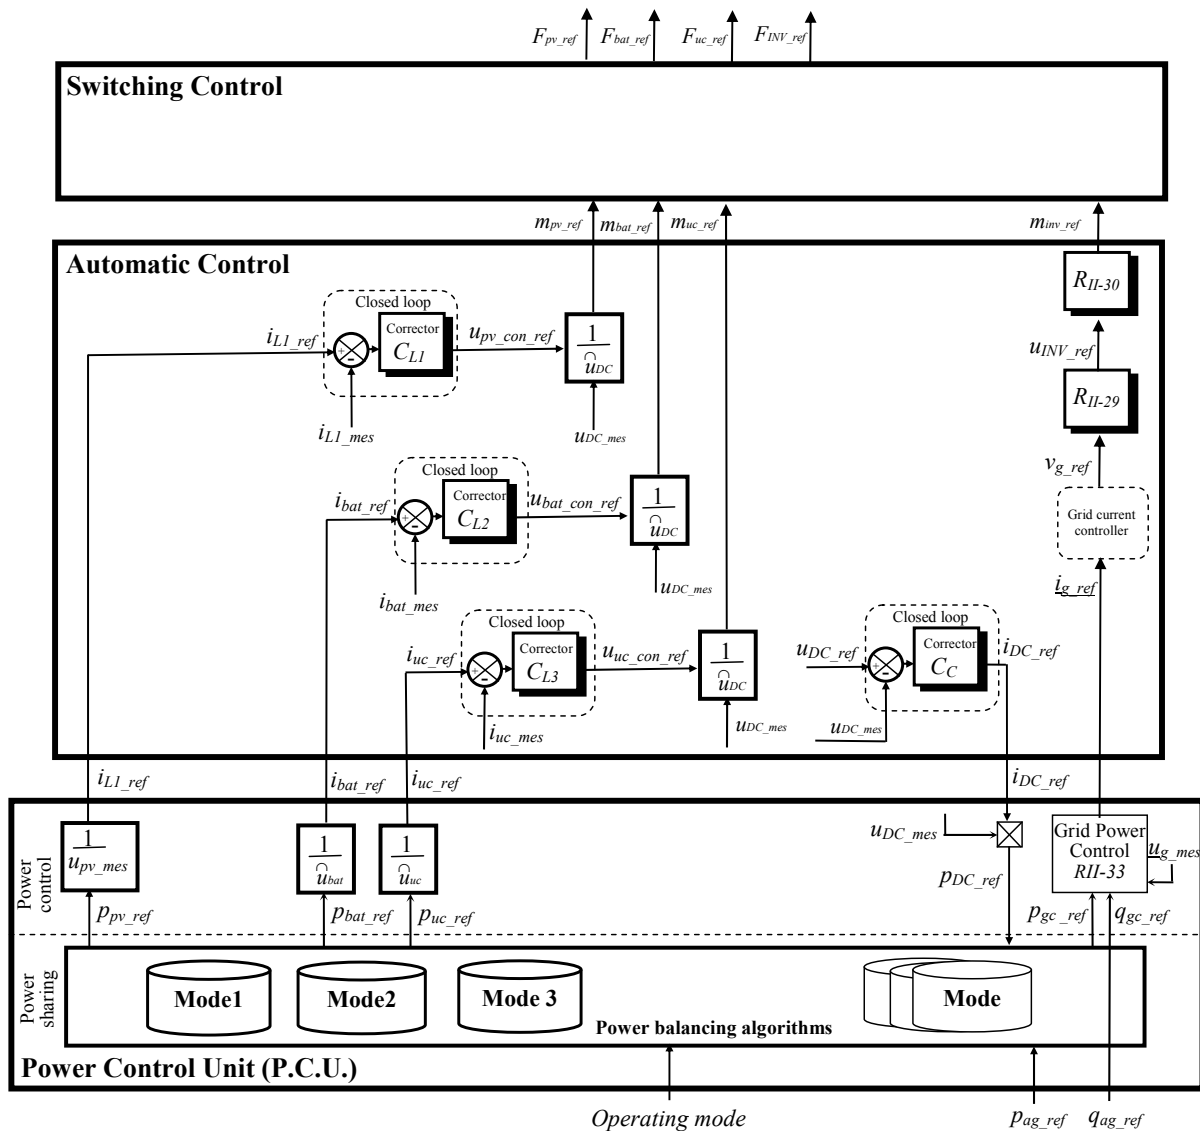 F_pv_ref F_bat_ref F_uc_ref F_INV_ref
Switching Control
m_pv_ref m_bat_ref m_uc_ref m_inv_ref
Automatic Control
Closed loop
i_L1_ref
+
-
Corrector
C_L1
u_pv_con_ref
1
u_DC
i_L1_mes
u_DC_mes
R_II-30
u_INV_ref
R_II-29
v_g_ref
Grid current
controller
i_g_ref
Closed loop
i_bat_ref
+
-
Corrector
C_L2
u_bat_con_ref
1
u_DC
i_bat_mes
u_DC_mes
Closed loop
i_uc_ref
+
-
Corrector
C_L3
u_uc_con_ref
1
u_DC
i_uc_mes
u_DC_mes
Closed loop
u_DC_ref
+
-
Corrector
C_C
i_DC_ref
u_DC_mes
i_L1_ref i_bat_ref i_uc_ref i_DC_ref
Power
control
1
u_pv_mes
1
u_bat
1
u_uc
u_DC_mes
Grid Power
Control
RII-33
u_g_mes
p_DC_ref
p_pv_ref p_bat_ref p_uc_ref p_gc_ref q_gc_ref
Power
sharing
Mode1 Mode2 Mode 3 Mode
Power balancing algorithms
Power Control Unit (P.C.U.)
Operating mode p_ag_ref q_ag_ref